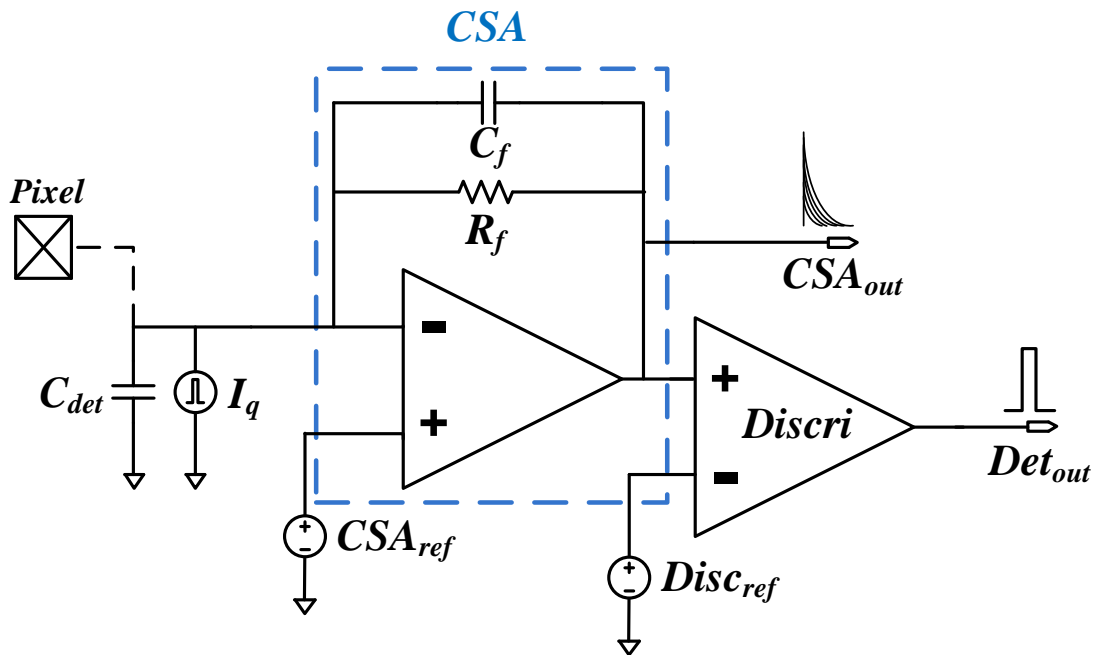 CSA
C_f
Pixel
R_f
CSA_out
C_det
I_q
Discri
Det_out
CSA_ref
Disc_ref